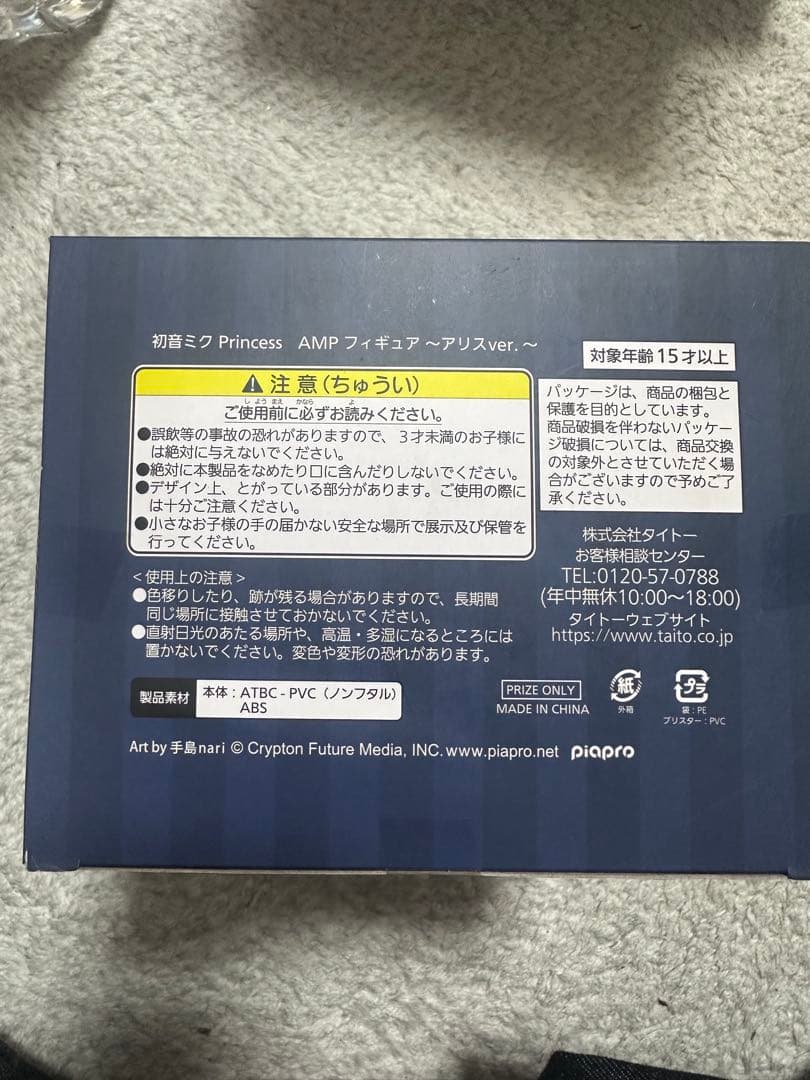 初音ミク Princess AMP フィギュア ～アリスver.～
対象年齢15才以上
注意(ちゅうい)
しようまえ かなら よ
ご使用前に必ずお読みください。
●誤飲等の事故の恐れがありますので、3才未満のお子様に
は絶対に与えないでください。
●絶対に本製品をなめたり口に含んだりしないでください。
●デザイン上、とがっている部分があります。ご使用の際に
は十分ご注意ください。
●小さなお子様の手の届かない安全な場所で展示及び保管を
行ってください。
パッケージは、商品の梱包と
保護を目的としています。
商品破損を伴わないパッケー
ジ破損については、商品交換
の対象外とさせていただく場
合がございますので予めご了
承ください。
株式会社タイトー
お客様相談センター
TEL:0120-57-0788
(年中無休10:00～18:00)
タイトーウェブサイト
https://www.taito.co.jp
＜使用上の注意＞
●色移りしたり、跡が残る場合がありますので、長期間
同じ場所に接触させておかないでください。
●直射日光のあたる場所や、高温・多湿になるところには
置かないでください。変色や変形の恐れがあります。
製品素材
本体：ATBC-PVC（ノンフタル）
ABS
PRIZE ONLY
MADE IN CHINA
紙
外箱
プラ
袋：PE
ブリスター：PVC
Art by 手島nari © Crypton Future Media, INC. www.piapro.net piapro